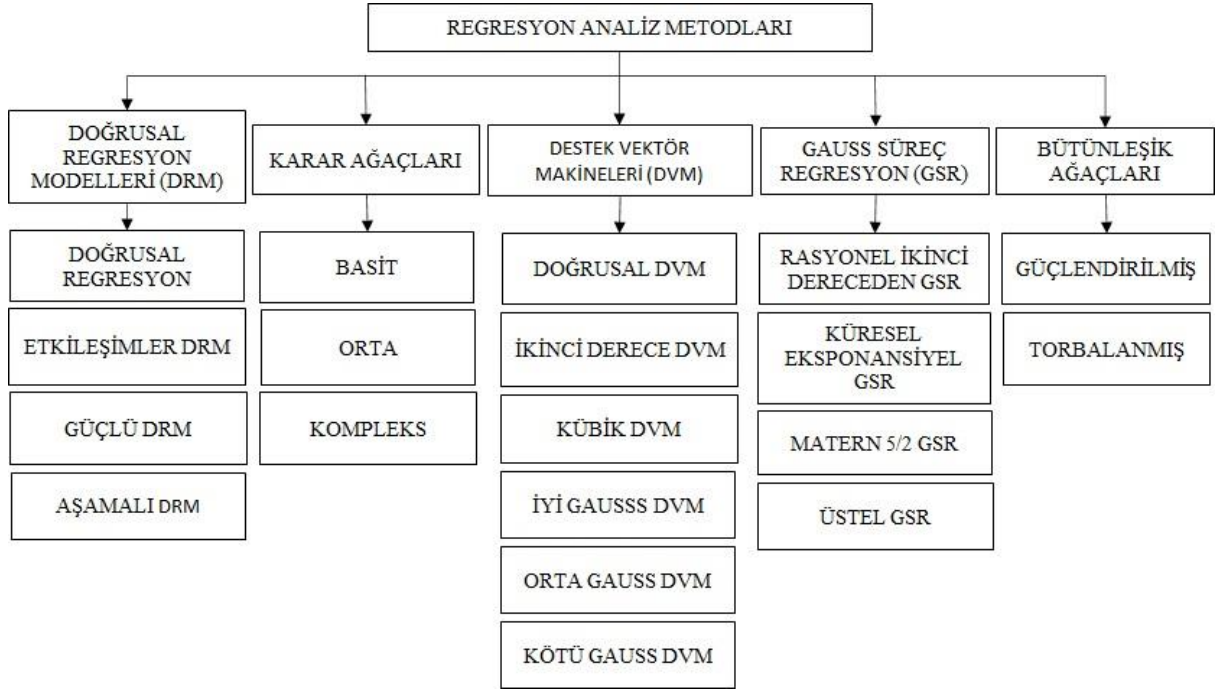 REGRESYON ANALİZ METODLARI
DOĞRUSAL
REGRESYON
MODELLERİ (DRM)
KARAR AĞAÇLARI
DESTEK VEKTÖR
MAKİNELERİ (DVM)
GAUSS SÜREÇ
REGRESYON (GSR)
BÜTÜNLEŞİK
AĞAÇLARI
DOĞRUSAL
REGRESYON
ETKİLEŞİMLER DRM
GÜÇLÜ DRM
AŞAMALI DRM
BASİT
ORTA
KOMPLEKS
DOĞRUSAL DVM
İKİNCİ DERECE DVM
KÜBİK DVM
İYİ GAUSSS DVM
ORTA GAUSS DVM
KÖTÜ GAUSS DVM
RASYONEL İKİNCİ
DERECEDEN GSR
KÜRESEL
EKSPONANSİYEL
GSR
MATERN 5/2 GSR
ÜSTEL GSR
GÜÇLENDİRİLMİŞ
TORBALANMIŞ